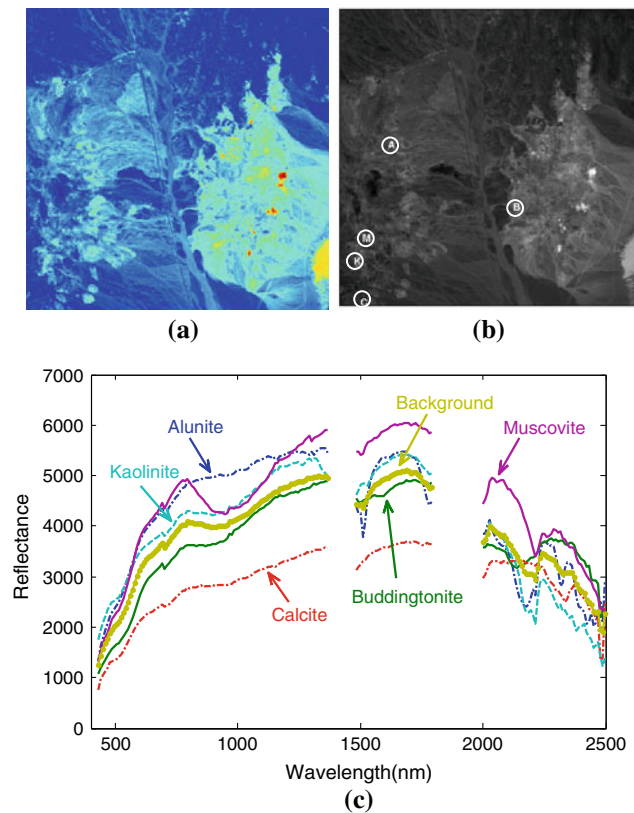 A
B
M
K
C
(a) (b)
7000
6000
5000
4000
3000
2000
1000
0
Reflectance
Alunite
Background
Muscovite
Kaolinite
Calcite
Buddingtonite
500 1000 1500 2000 2500
Wavelength(nm)
(c)